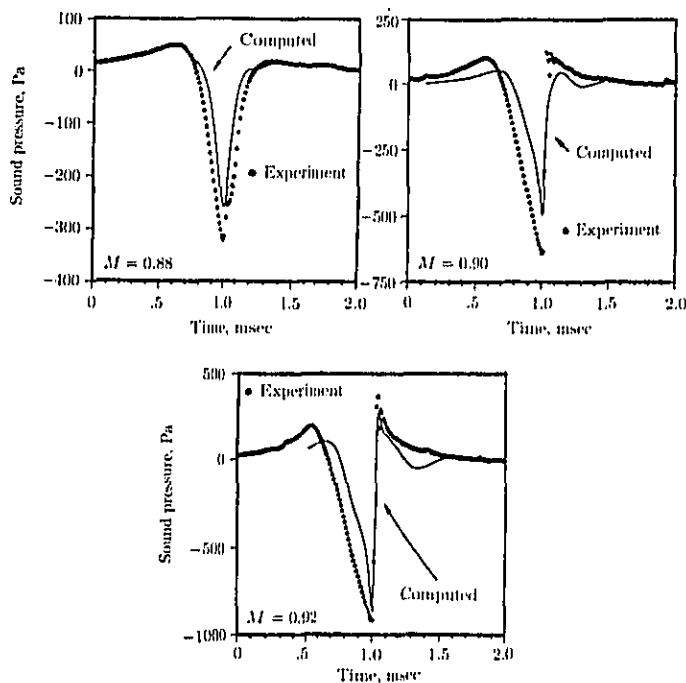 100
0
-100
-200
-300
-400
Sound pressure, Pa
Computed
Experiment
M = 0.88
0 .5 1.0 1.5 2.0
Time, msec
250
0
-250
-500
-750
Computed
Experiment
M = 0.90
0 .5 1.0 1.5 2.0
Time, msec
500
0
-500
-1000
Sound pressure, Pa
Experiment
Computed
M = 0.92
0 .5 1.0 1.5 2.0
Time, msec